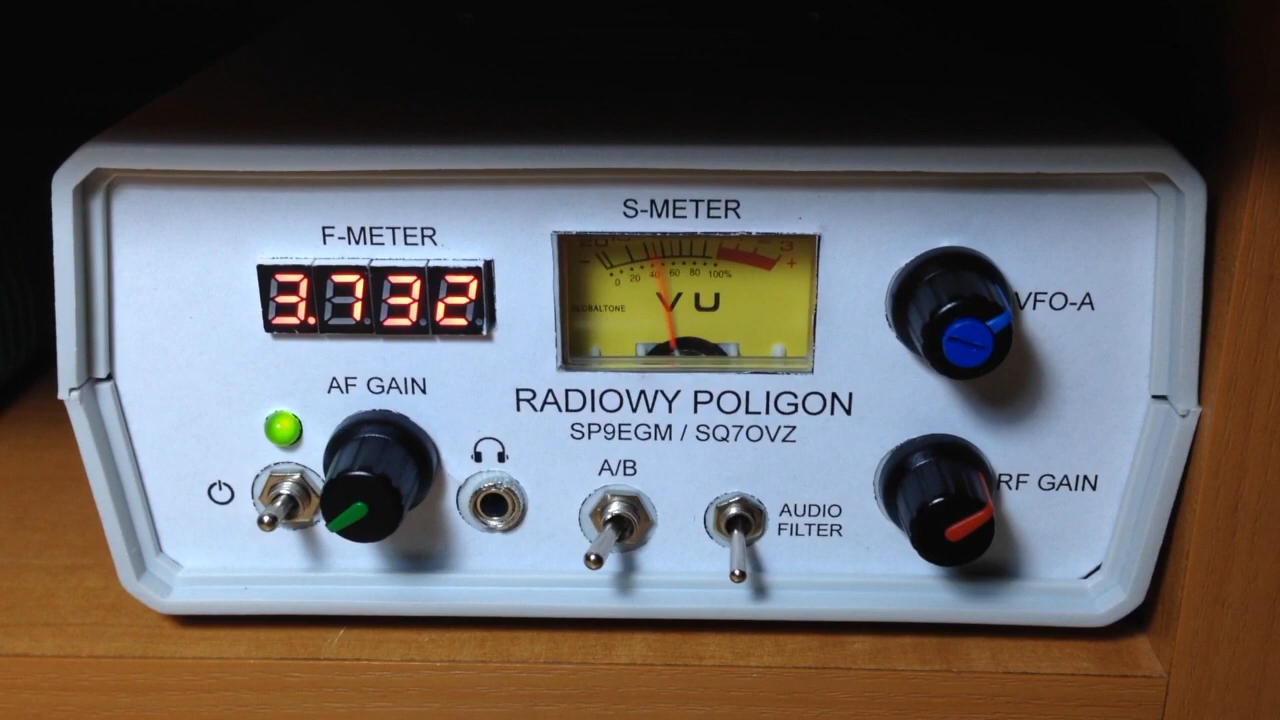 S-METER
F-METER
3.732
20 10 3
- +
0 20 40 60 80 100%
GLOBALTONE
VU
VFO-A
AF GAIN
RADIOWY POLIGON
SP9EGM / SQ7OVZ
A/B
RF GAIN
AUDIO
FILTER